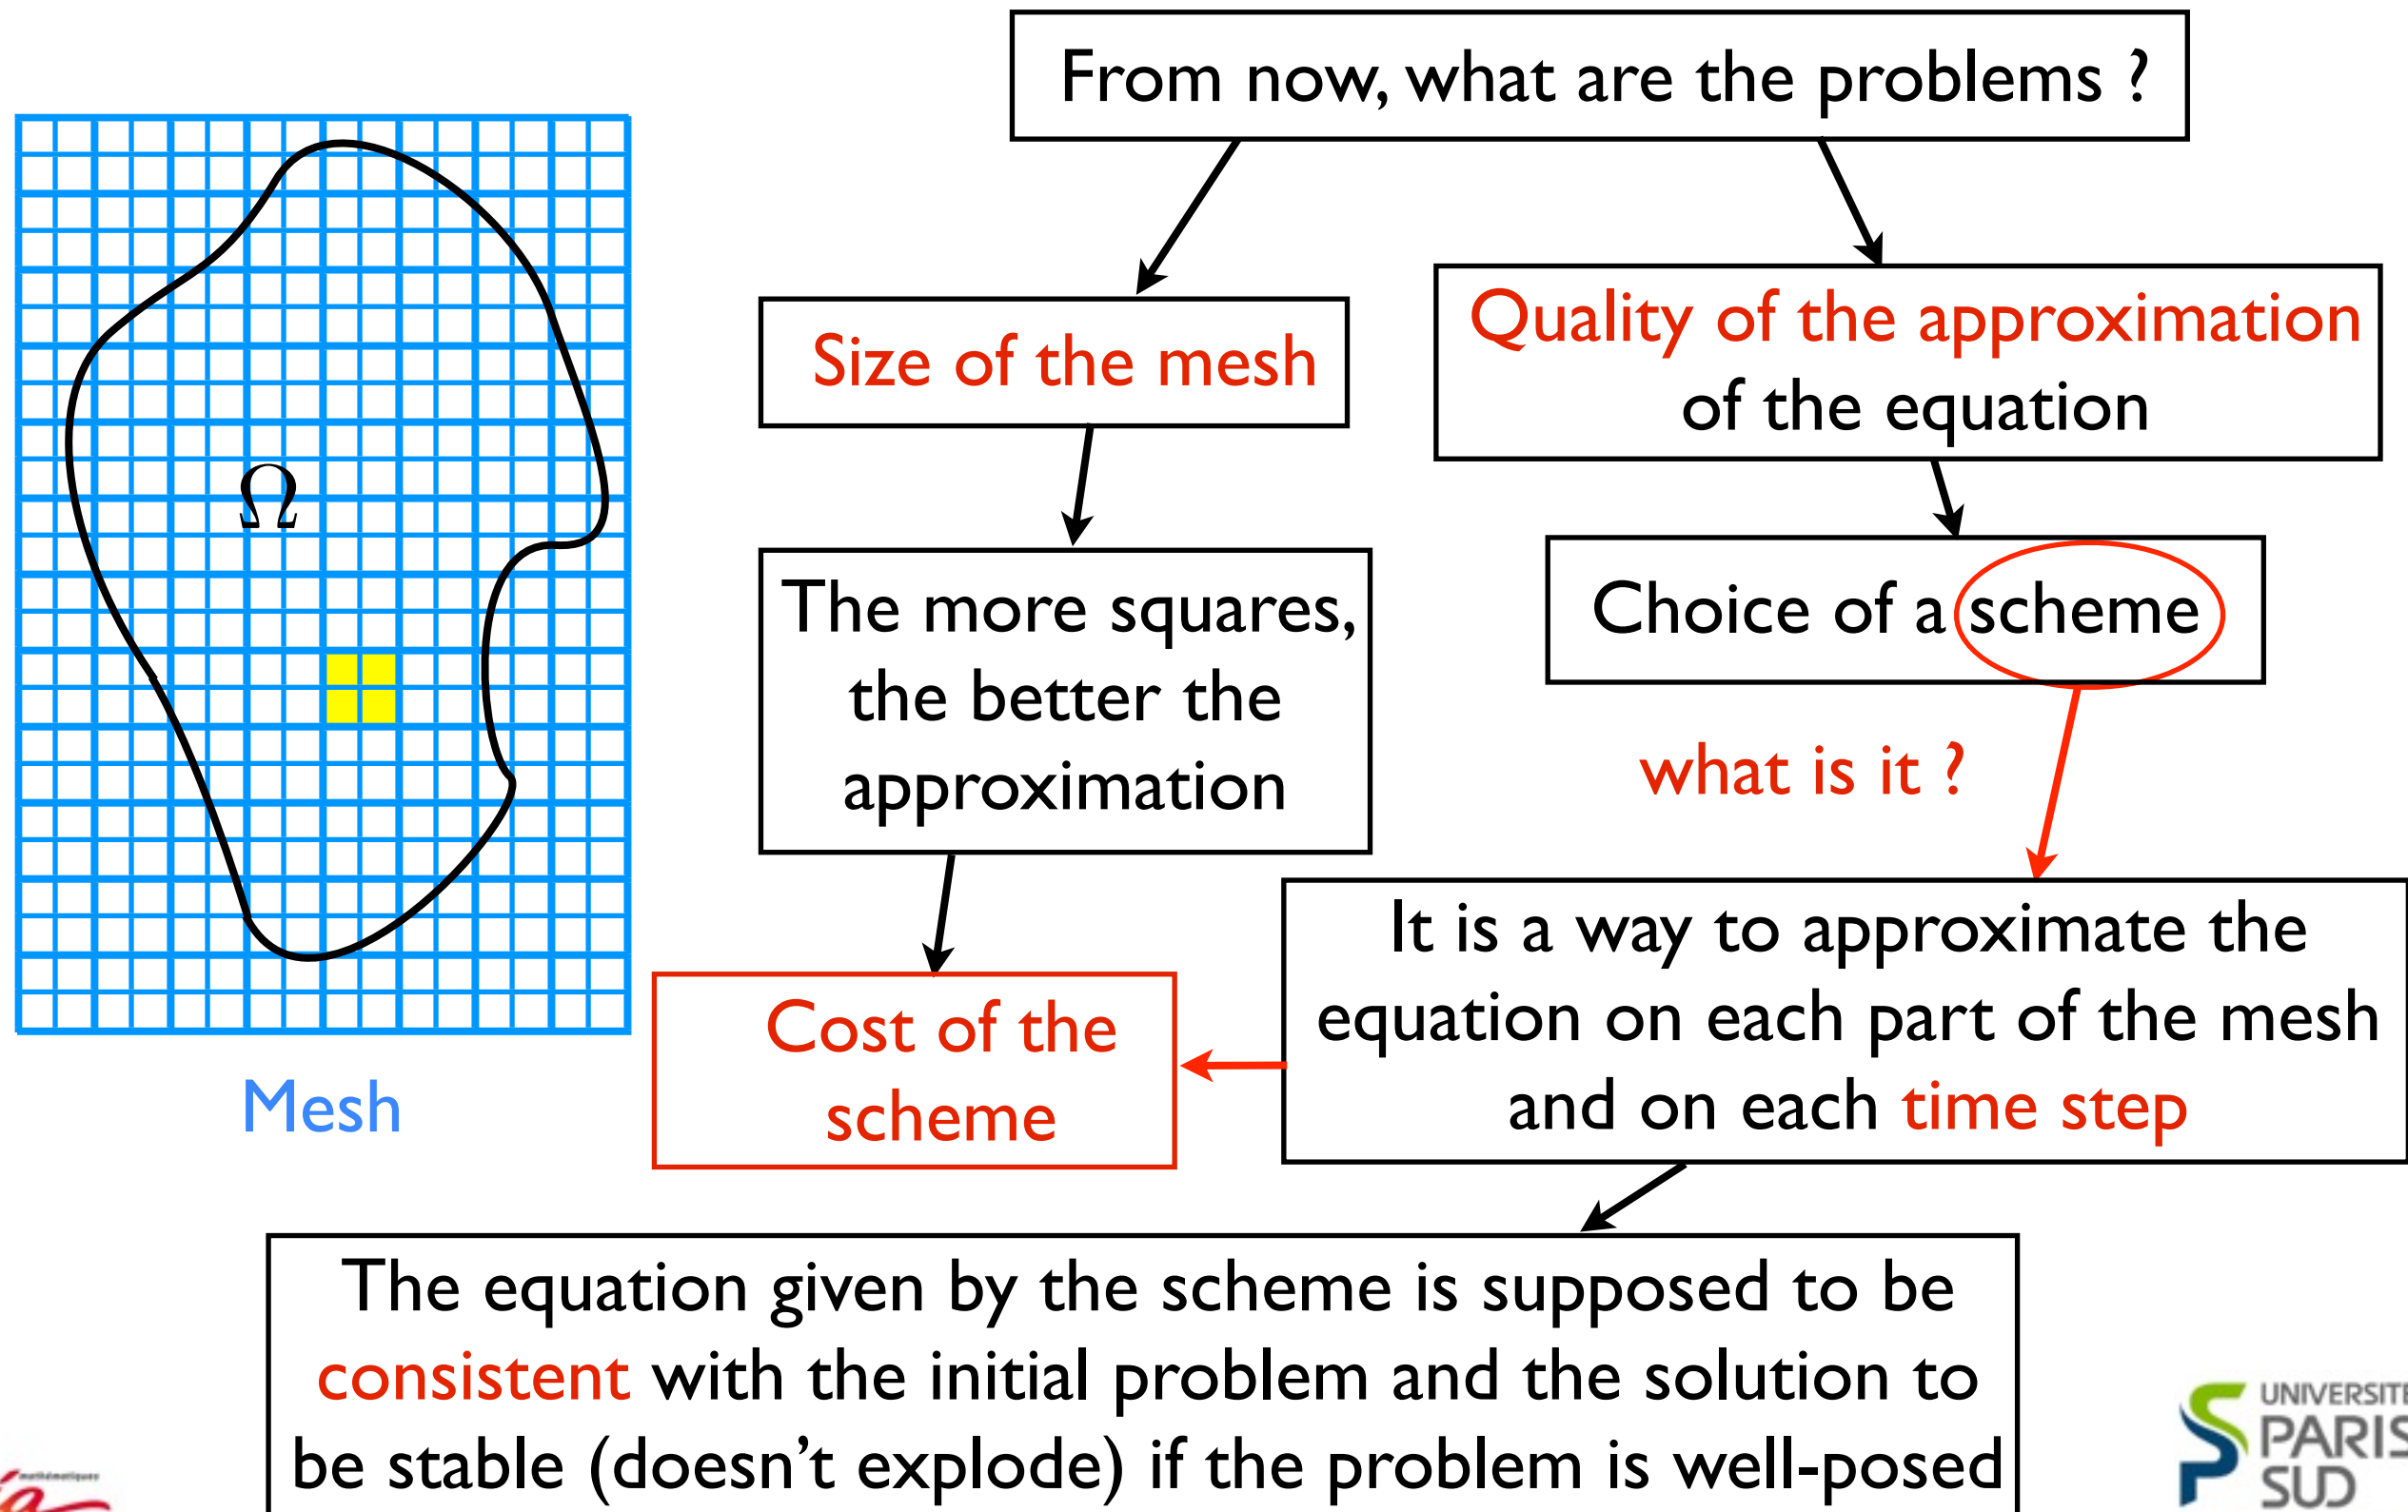 From now, what are the problems ?
Size of the mesh
Quality of the approximation
of the equation
Ω
The more squares,
the better the
approximation
Choice of a scheme
what is it ?
It is a way to approximate the
equation on each part of the mesh
and on each time step
Cost of the
scheme
Mesh
The equation given by the scheme is supposed to be
consistent with the initial problem and the solution to
be stable (doesn't explode) if the problem is well-posed
mathématiques
UNIVERSITE
PARIS
SUD